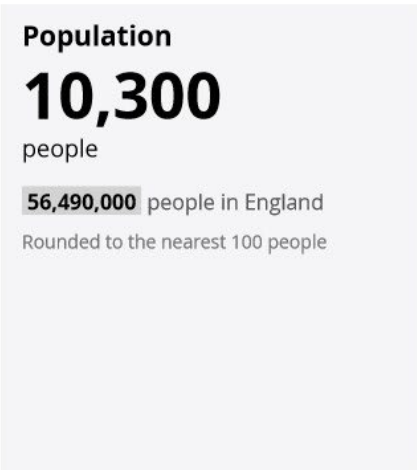 Population
10,300
people
56,490,000 people in England
Rounded to the nearest 100 people